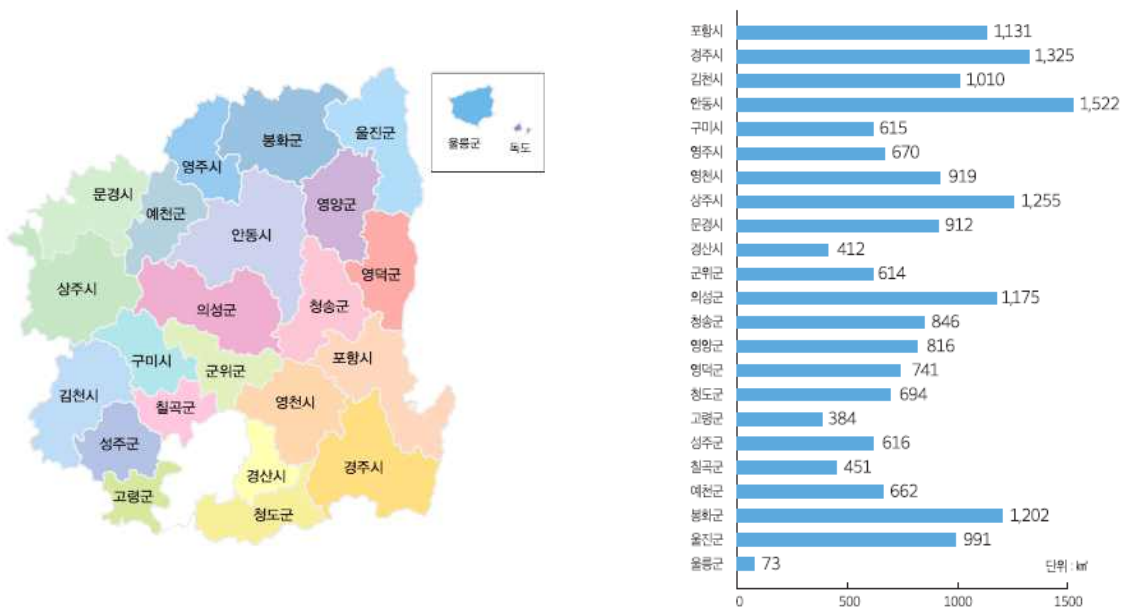 봉화군
울진군
영주시
울릉군
독도
문경시
예천군
영양군
안동시
영덕군
상주시
의성군
청송군
구미시
군위군
포항시
김천시
칠곡군
영천시
성주군
경산시
경주시
고령군
청도군
포항시 1,131
경주시 1,325
김천시 1,010
안동시 1,522
구미시 615
영주시 670
영천시 919
상주시 1,255
문경시 912
경산시 412
군위군 614
의성군 1,175
청송군 846
영양군 816
영덕군 741
청도군 694
고령군 384
성주군 616
칠곡군 451
예천군 662
봉화군 1,202
울진군 991
울릉군 73
단위 : ㎢
0 500 1000 1500